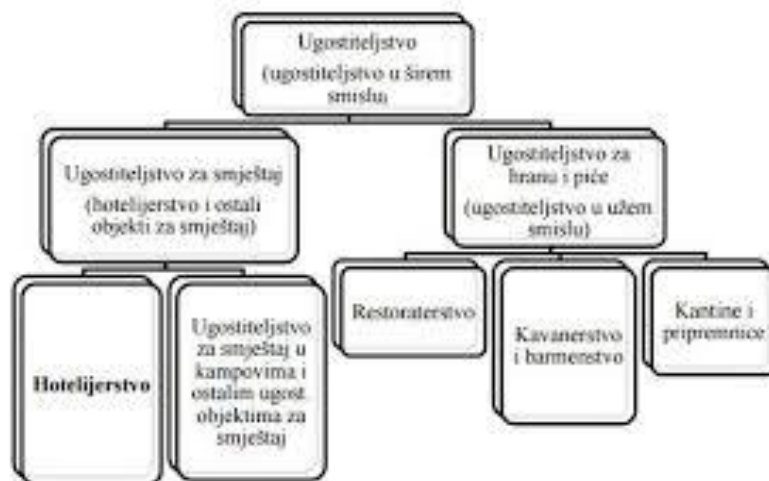 Ugostiteljstvo
(ugostiteljstvo u širem
smislu)
Ugostiteljstvo za smještaj
(hotelijerstvo i ostali
objekti za smještaj)
Ugostiteljstvo za
hranu i piće
(ugostiteljstvo u užem
smislu)
Hotelijerstvo
Ugostiteljstvo
za smještaj u
kampovima i
ostalim ugost.
objektima za
smještaj
Restoraterstvo
Kavanerstvo
i barmenstvo
Kantine i
pripremnice